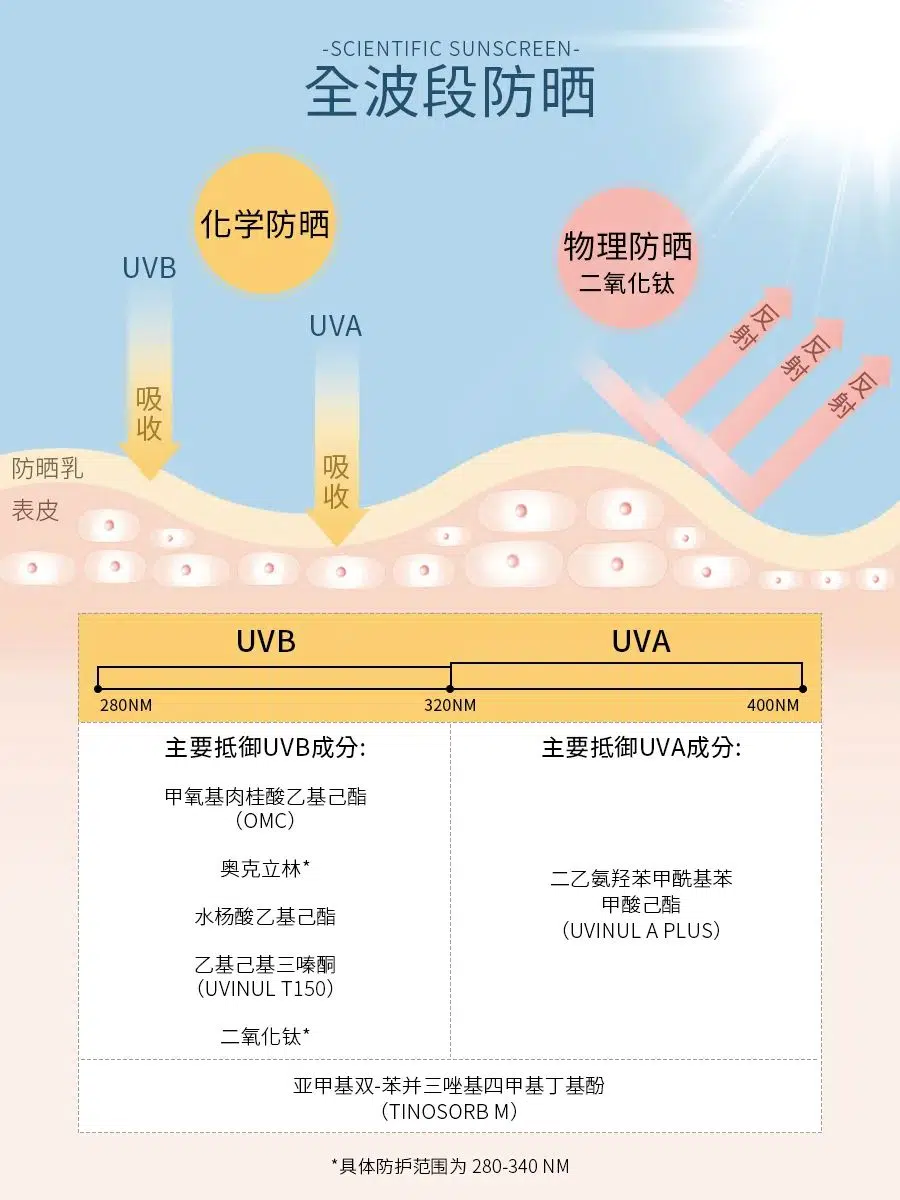 -SCIENTIFIC SUNSCREEN-
全波段防晒
化学防晒
物理防晒
二氧化钛
UVB
UVA
反射
反射
反射
吸收
吸收
防晒乳
表皮
UVB
UVA
280NM
320NM
400NM
主要抵御UVB成分:
甲氧基肉桂酸乙基己酯
（OMC）
奥克立林*
水杨酸乙基己酯
乙基己基三嗪酮
（UVINUL T150）
二氧化钛*
主要抵御UVA成分:
二乙氨羟苯甲酰基苯
甲酸己酯
（UVINUL A PLUS）
亚甲基双-苯并三唑基四甲基丁基酚
（TINOSORB M）
*具体防护范围为 280-340 NM